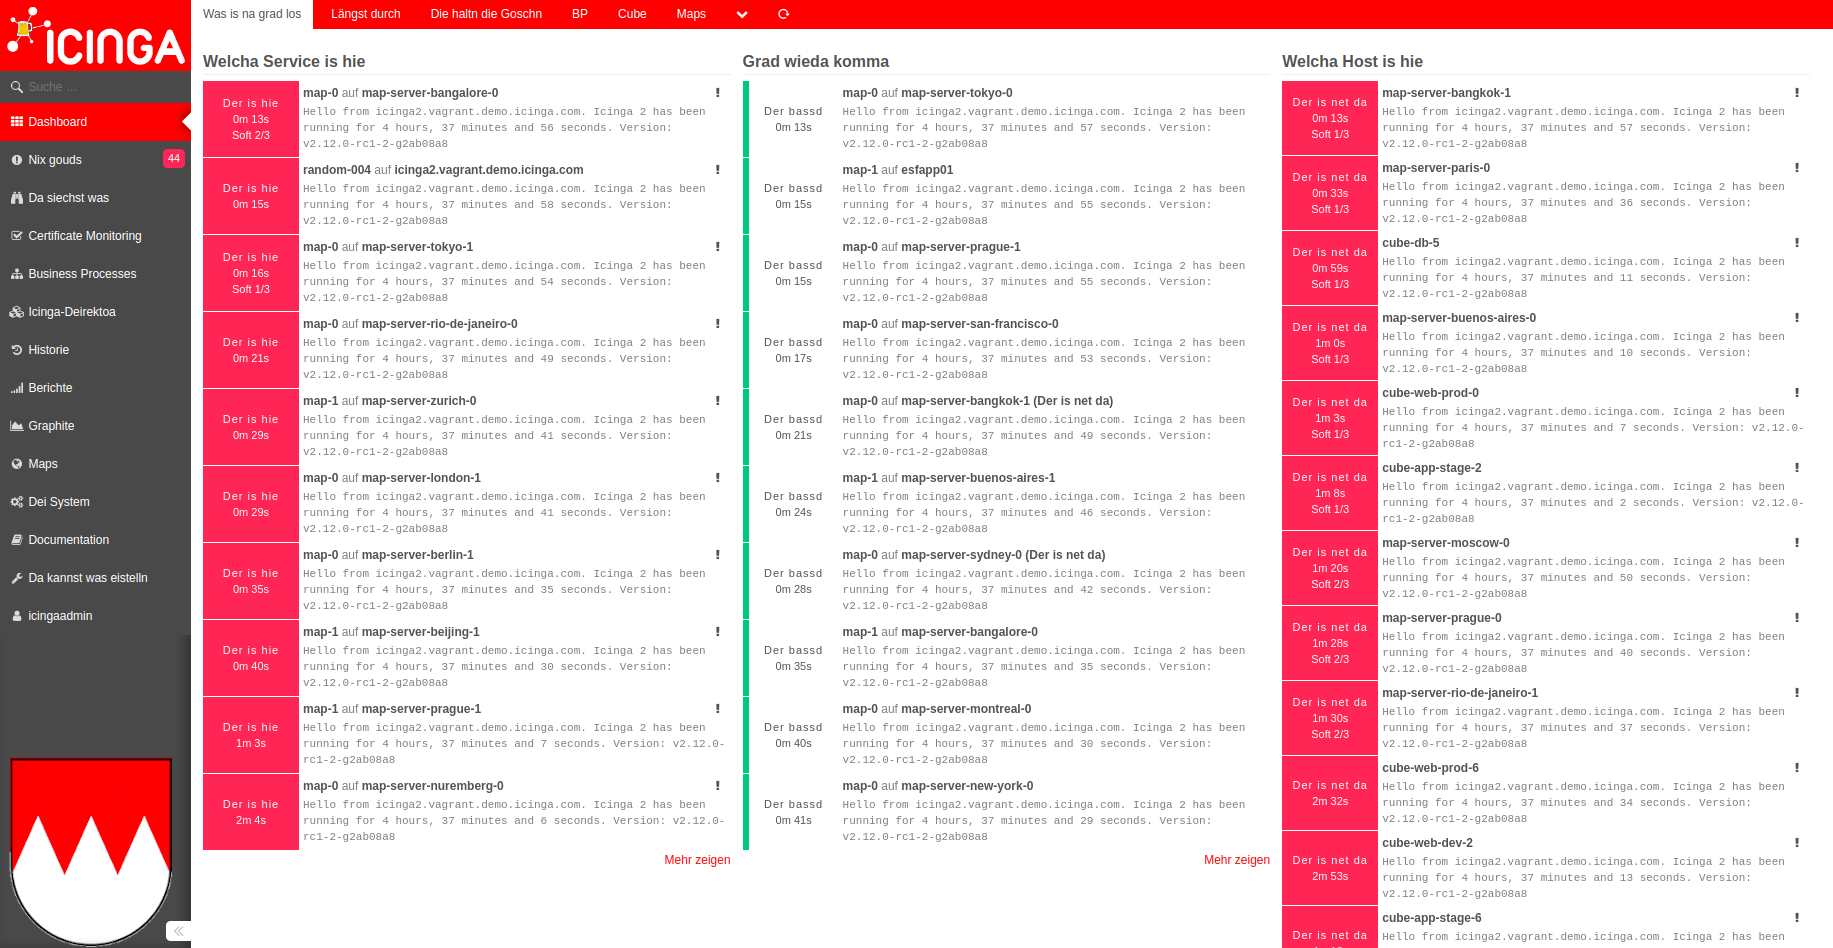 ICINGA
Suche ...
Dashboard
Nix gouds 44
Da siechst was
Certificate Monitoring
Business Processes
Icinga-Deirektoa
Historie
Berichte
Graphite
Maps
Dei System
Documentation
Da kannst was eistelln
icingaadmin
Was is na grad los Längst durch Die haltn die Goschn BP Cube Maps
Welcha Service is hie
Der is hie
0m 13s
Soft 2/3
map-0 auf map-server-bangalore-0 !
Hello from icinga2.vagrant.demo.icinga.com. Icinga 2 has been
running for 4 hours, 37 minutes and 56 seconds. Version:
v2.12.0-rc1-2-g2ab08a8
Der is hie
0m 15s
random-004 auf icinga2.vagrant.demo.icinga.com !
Hello from icinga2.vagrant.demo.icinga.com. Icinga 2 has been
running for 4 hours, 37 minutes and 58 seconds. Version:
v2.12.0-rc1-2-g2ab08a8
Der is hie
0m 16s
Soft 1/3
map-0 auf map-server-tokyo-1 !
Hello from icinga2.vagrant.demo.icinga.com. Icinga 2 has been
running for 4 hours, 37 minutes and 54 seconds. Version:
v2.12.0-rc1-2-g2ab08a8
Der is hie
0m 21s
map-0 auf map-server-rio-de-janeiro-0 !
Hello from icinga2.vagrant.demo.icinga.com. Icinga 2 has been
running for 4 hours, 37 minutes and 49 seconds. Version:
v2.12.0-rc1-2-g2ab08a8
Der is hie
0m 29s
map-1 auf map-server-zurich-0 !
Hello from icinga2.vagrant.demo.icinga.com. Icinga 2 has been
running for 4 hours, 37 minutes and 41 seconds. Version:
v2.12.0-rc1-2-g2ab08a8
Der is hie
0m 29s
map-0 auf map-server-london-1 !
Hello from icinga2.vagrant.demo.icinga.com. Icinga 2 has been
running for 4 hours, 37 minutes and 41 seconds. Version:
v2.12.0-rc1-2-g2ab08a8
Der is hie
0m 35s
map-0 auf map-server-berlin-1 !
Hello from icinga2.vagrant.demo.icinga.com. Icinga 2 has been
running for 4 hours, 37 minutes and 35 seconds. Version:
v2.12.0-rc1-2-g2ab08a8
Der is hie
0m 40s
map-1 auf map-server-beijing-1 !
Hello from icinga2.vagrant.demo.icinga.com. Icinga 2 has been
running for 4 hours, 37 minutes and 30 seconds. Version:
v2.12.0-rc1-2-g2ab08a8
Der is hie
1m 3s
map-1 auf map-server-prague-1 !
Hello from icinga2.vagrant.demo.icinga.com. Icinga 2 has been
running for 4 hours, 37 minutes and 7 seconds. Version: v2.12.0-
rc1-2-g2ab08a8
Der is hie
2m 4s
map-0 auf map-server-nuremberg-0 !
Hello from icinga2.vagrant.demo.icinga.com. Icinga 2 has been
running for 4 hours, 37 minutes and 6 seconds. Version: v2.12.0-
rc1-2-g2ab08a8
Mehr zeigen
Grad wieda komma
Der bassd
0m 13s
map-0 auf map-server-tokyo-0
Hello from icinga2.vagrant.demo.icinga.com. Icinga 2 has been
running for 4 hours, 37 minutes and 57 seconds. Version:
v2.12.0-rc1-2-g2ab08a8
Der bassd
0m 15s
map-1 auf esfapp01
Hello from icinga2.vagrant.demo.icinga.com. Icinga 2 has been
running for 4 hours, 37 minutes and 55 seconds. Version:
v2.12.0-rc1-2-g2ab08a8
Der bassd
0m 15s
map-0 auf map-server-prague-1
Hello from icinga2.vagrant.demo.icinga.com. Icinga 2 has been
running for 4 hours, 37 minutes and 55 seconds. Version:
v2.12.0-rc1-2-g2ab08a8
Der bassd
0m 17s
map-0 auf map-server-san-francisco-0
Hello from icinga2.vagrant.demo.icinga.com. Icinga 2 has been
running for 4 hours, 37 minutes and 53 seconds. Version:
v2.12.0-rc1-2-g2ab08a8
Der bassd
0m 21s
map-0 auf map-server-bangkok-1 (Der is net da)
Hello from icinga2.vagrant.demo.icinga.com. Icinga 2 has been
running for 4 hours, 37 minutes and 49 seconds. Version:
v2.12.0-rc1-2-g2ab08a8
Der bassd
0m 24s
map-1 auf map-server-buenos-aires-1
Hello from icinga2.vagrant.demo.icinga.com. Icinga 2 has been
running for 4 hours, 37 minutes and 46 seconds. Version:
v2.12.0-rc1-2-g2ab08a8
Der bassd
0m 28s
map-0 auf map-server-sydney-0 (Der is net da)
Hello from icinga2.vagrant.demo.icinga.com. Icinga 2 has been
running for 4 hours, 37 minutes and 42 seconds. Version:
v2.12.0-rc1-2-g2ab08a8
Der bassd
0m 35s
map-1 auf map-server-bangalore-0
Hello from icinga2.vagrant.demo.icinga.com. Icinga 2 has been
running for 4 hours, 37 minutes and 35 seconds. Version:
v2.12.0-rc1-2-g2ab08a8
Der bassd
0m 40s
map-0 auf map-server-montreal-0
Hello from icinga2.vagrant.demo.icinga.com. Icinga 2 has been
running for 4 hours, 37 minutes and 30 seconds. Version:
v2.12.0-rc1-2-g2ab08a8
Der bassd
0m 41s
map-0 auf map-server-new-york-0
Hello from icinga2.vagrant.demo.icinga.com. Icinga 2 has been
running for 4 hours, 37 minutes and 29 seconds. Version:
v2.12.0-rc1-2-g2ab08a8
Mehr zeigen
Welcha Host is hie
Der is net da
0m 13s
Soft 1/3
map-server-bangkok-1 !
Hello from icinga2.vagrant.demo.icinga.com. Icinga 2 has been
running for 4 hours, 37 minutes and 57 seconds. Version:
v2.12.0-rc1-2-g2ab08a8
Der is net da
0m 33s
Soft 1/3
map-server-paris-0 !
Hello from icinga2.vagrant.demo.icinga.com. Icinga 2 has been
running for 4 hours, 37 minutes and 36 seconds. Version:
v2.12.0-rc1-2-g2ab08a8
Der is net da
0m 59s
Soft 1/3
cube-db-5 !
Hello from icinga2.vagrant.demo.icinga.com. Icinga 2 has been
running for 4 hours, 37 minutes and 11 seconds. Version:
v2.12.0-rc1-2-g2ab08a8
Der is net da
1m 0s
Soft 1/3
map-server-buenos-aires-0 !
Hello from icinga2.vagrant.demo.icinga.com. Icinga 2 has been
running for 4 hours, 37 minutes and 10 seconds. Version:
v2.12.0-rc1-2-g2ab08a8
Der is net da
1m 3s
Soft 1/3
cube-web-prod-0 !
Hello from icinga2.vagrant.demo.icinga.com. Icinga 2 has been
running for 4 hours, 37 minutes and 7 seconds. Version: v2.12.0-
rc1-2-g2ab08a8
Der is net da
1m 8s
Soft 1/3
cube-app-stage-2 !
Hello from icinga2.vagrant.demo.icinga.com. Icinga 2 has been
running for 4 hours, 37 minutes and 2 seconds. Version: v2.12.0-
rc1-2-g2ab08a8
Der is net da
1m 20s
Soft 2/3
map-server-moscow-0 !
Hello from icinga2.vagrant.demo.icinga.com. Icinga 2 has been
running for 4 hours, 37 minutes and 50 seconds. Version:
v2.12.0-rc1-2-g2ab08a8
Der is net da
1m 28s
Soft 2/3
map-server-prague-0 !
Hello from icinga2.vagrant.demo.icinga.com. Icinga 2 has been
running for 4 hours, 37 minutes and 40 seconds. Version:
v2.12.0-rc1-2-g2ab08a8
Der is net da
1m 30s
Soft 2/3
map-server-rio-de-janeiro-1 !
Hello from icinga2.vagrant.demo.icinga.com. Icinga 2 has been
running for 4 hours, 37 minutes and 37 seconds. Version:
v2.12.0-rc1-2-g2ab08a8
Der is net da
2m 32s
cube-web-prod-6 !
Hello from icinga2.vagrant.demo.icinga.com. Icinga 2 has been
running for 4 hours, 37 minutes and 34 seconds. Version:
v2.12.0-rc1-2-g2ab08a8
Der is net da
2m 53s
cube-web-dev-2 !
Hello from icinga2.vagrant.demo.icinga.com. Icinga 2 has been
running for 4 hours, 37 minutes and 13 seconds. Version:
v2.12.0-rc1-2-g2ab08a8
Der is net da
cube-app-stage-6 !
Hello from icinga2.vagrant.demo.icinga.com. Icinga 2 has been